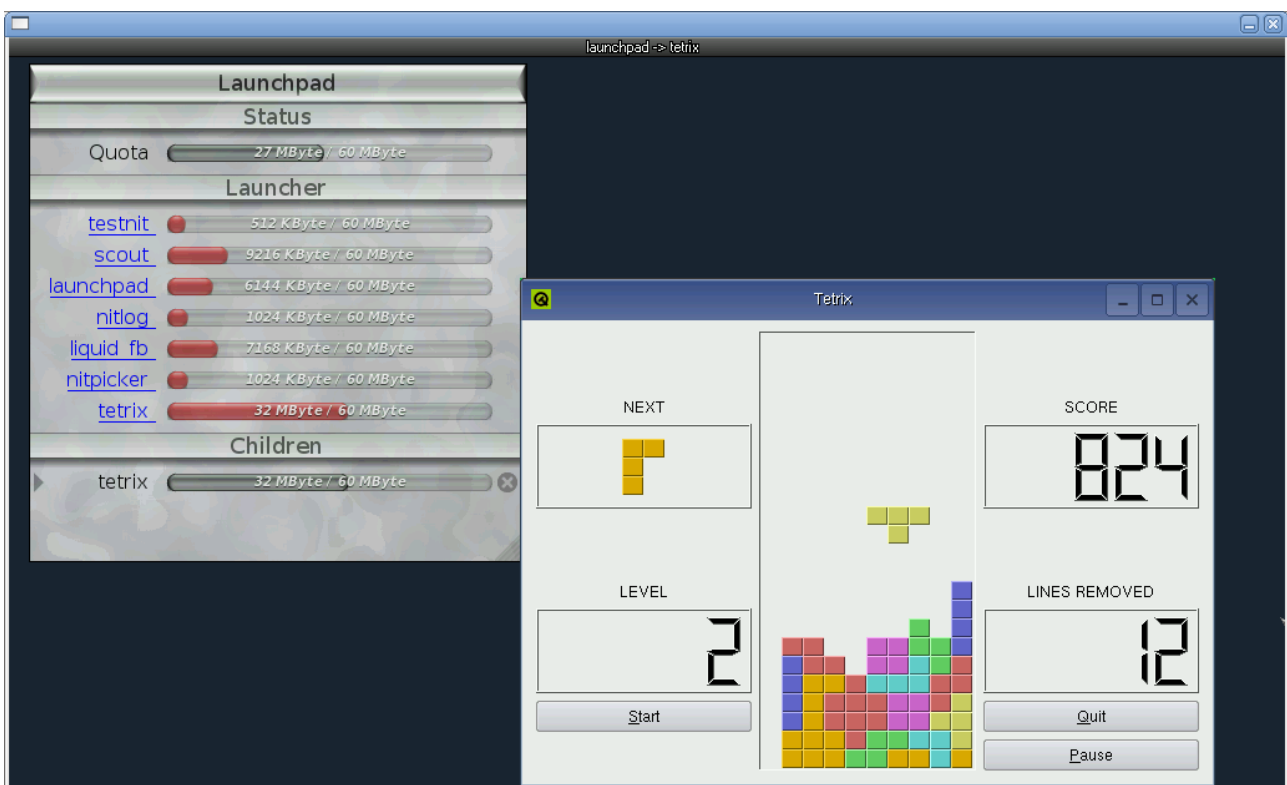 launchpad -> tetrix
Launchpad
Status
Quota 27 MByte / 60 MByte
Launcher
testnit 512 KByte / 60 MByte
scout 9216 KByte / 60 MByte
launchpad 6144 KByte / 60 MByte
nitlog 1024 KByte / 60 MByte
liquid_fb 7168 KByte / 60 MByte
nitpicker 1024 KByte / 60 MByte
tetrix 32 MByte / 60 MByte
Children
tetrix 32 MByte / 60 MByte
Tetrix
NEXT
SCORE
824
LEVEL
2
LINES REMOVED
12
Start
Quit
Pause